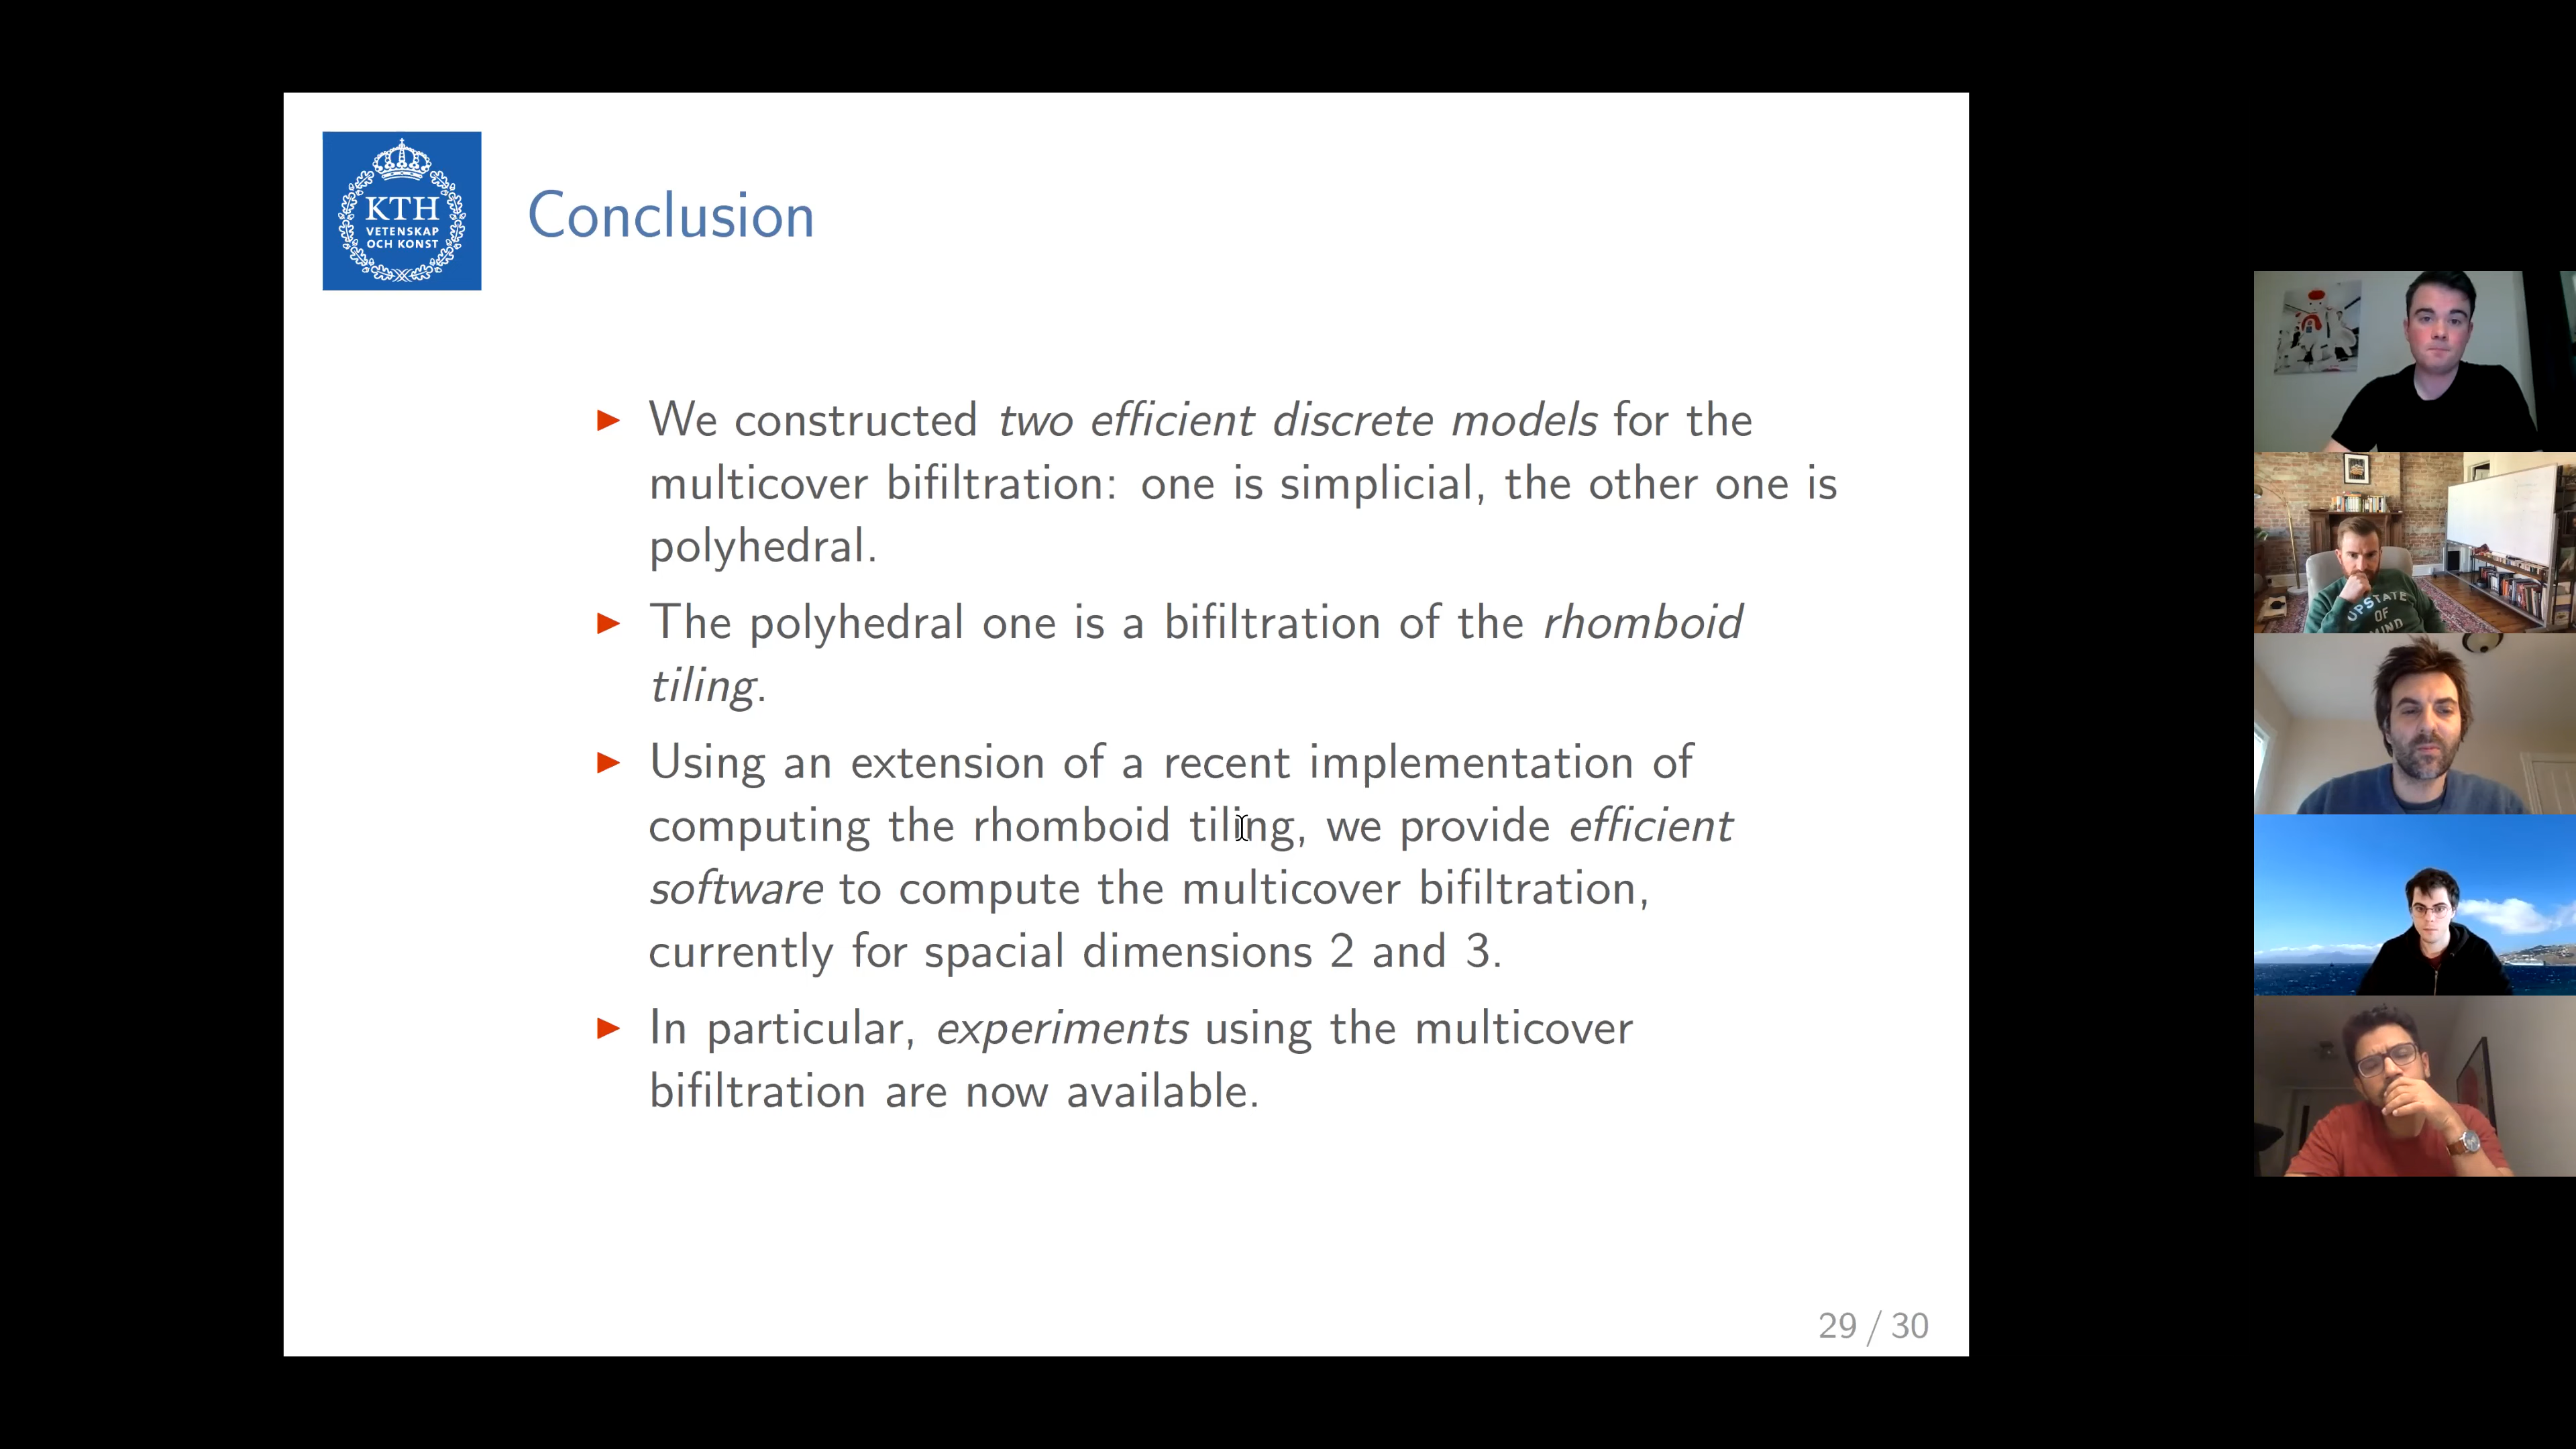 KTH
VETENSKAP
OCH KONST
Conclusion
We constructed two efficient discrete models for the
multicover bifiltration: one is simplicial, the other one is
polyhedral.
The polyhedral one is a bifiltration of the rhomboid
tiling.
Using an extension of a recent implementation of
computing the rhomboid tiling, we provide efficient
software to compute the multicover bifiltration,
currently for spacial dimensions 2 and 3.
In particular, experiments using the multicover
bifiltration are now available.
29 / 30
UPSTATE
OF
MIND